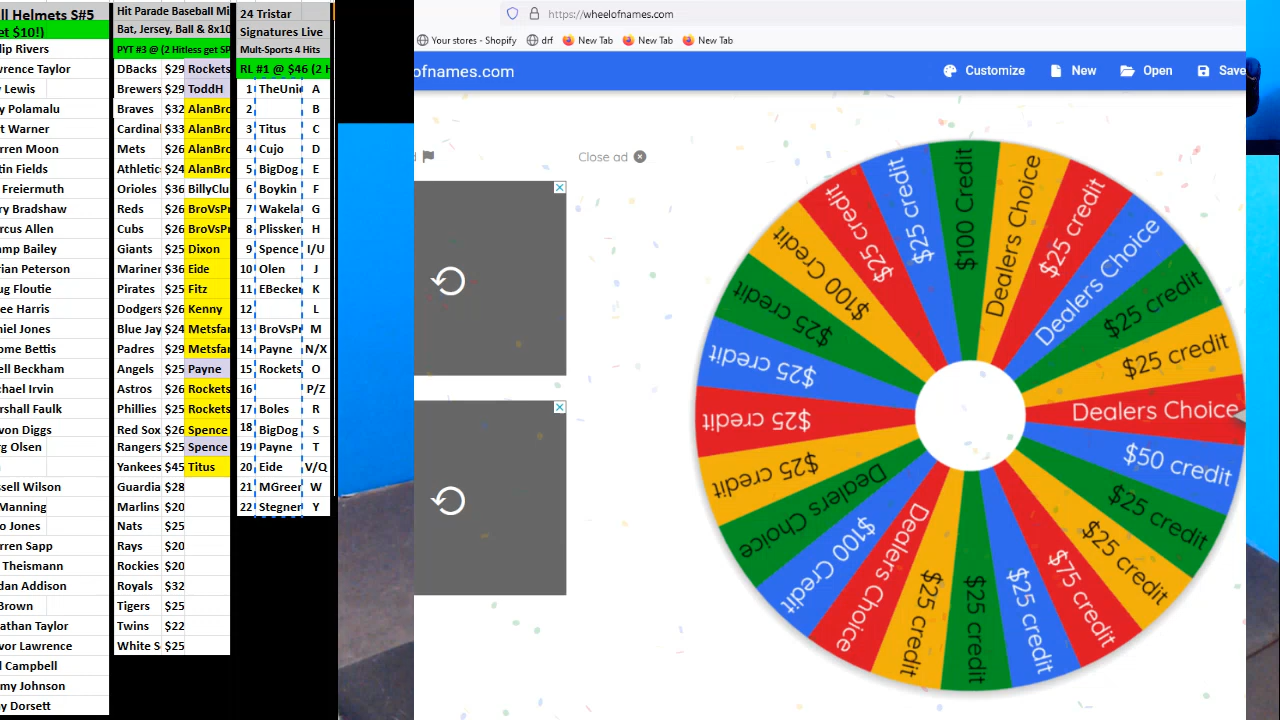 ll Helmets S#5
et $10!)
lip Rivers
wrence Taylor
y Lewis
y Polamalu
t Warner
rren Moon
tin Fields
Freiermuth
ry Bradshaw
rcus Allen
amp Bailey
rian Peterson
ug Floutie
ee Harris
niel Jones
ome Bettis
ell Beckham
chael Irvin
rshall Faulk
von Diggs
rg Olsen
ssell Wilson
Manning
o Jones
rren Sapp
Theismann
dan Addison
Brown
athan Taylor
vor Lawrence
l Campbell
my Johnson
y Dorsett
Hit Parade Baseball Mi
Bat, Jersey, Ball & 8x10
PYT #3 @ (2 Hitless get SP
DBacks $29 Rockets
Brewers $29 ToddH
Braves $32 AlanBro
Cardinal $33 AlanBro
Mets $26 AlanBro
Athletic $24 AlanBro
Orioles $36 BillyClu
Reds $26 BroVsPr
Cubs $26 BroVsPr
Giants $25 Dixon
Mariner $36 Eide
Pirates $25 Fitz
Dodgers $26 Kenny
Blue Jay $24 Metsfar
Padres $29 Metsfar
Angels $25 Payne
Astros $26 Rockets
Phillies $25 Rockets
Red Sox $26 Spence
Rangers $25 Spence
Yankees $45 Titus
Guardia $28
Marlins $20
Nats $25
Rays $20
Rockies $20
Royals $32
Tigers $25
Twins $22
White S $25
24 Tristar
Signatures Live
Mult-Sports 4 Hits
RL #1 @ $46 (2 H
1 TheUnic A
2 B
3 Titus C
4 Cujo D
5 BigDog E
6 Boykin F
7 Wakela G
8 Plissker H
9 Spence I/U
10 Olen J
11 EBecker K
12 L
13 BroVsPr M
14 Payne N/X
15 Rockets O
16 P/Z
17 Boles R
18 BigDog S
19 Payne T
20 Eide V/Q
21 MGreer W
22 Stegner Y
https://wheelofnames.com
Your stores - Shopify drf New Tab New Tab New Tab
ofnames.com Customize New Open Save
Close ad
$100 Credit
Dealers Choice
$25 credit
Dealers Choice
$25 credit
$25 credit
Dealers Choice
$50 credit
$25 credit
$25 credit
$75 credit
$25 credit
$25 credit
$25 credit
Dealers Choice
$100 Credit
Dealers Choice
$25 credit
$25 credit
$25 credit
$25 credit
$100 Credit
$25 credit
$25 credit